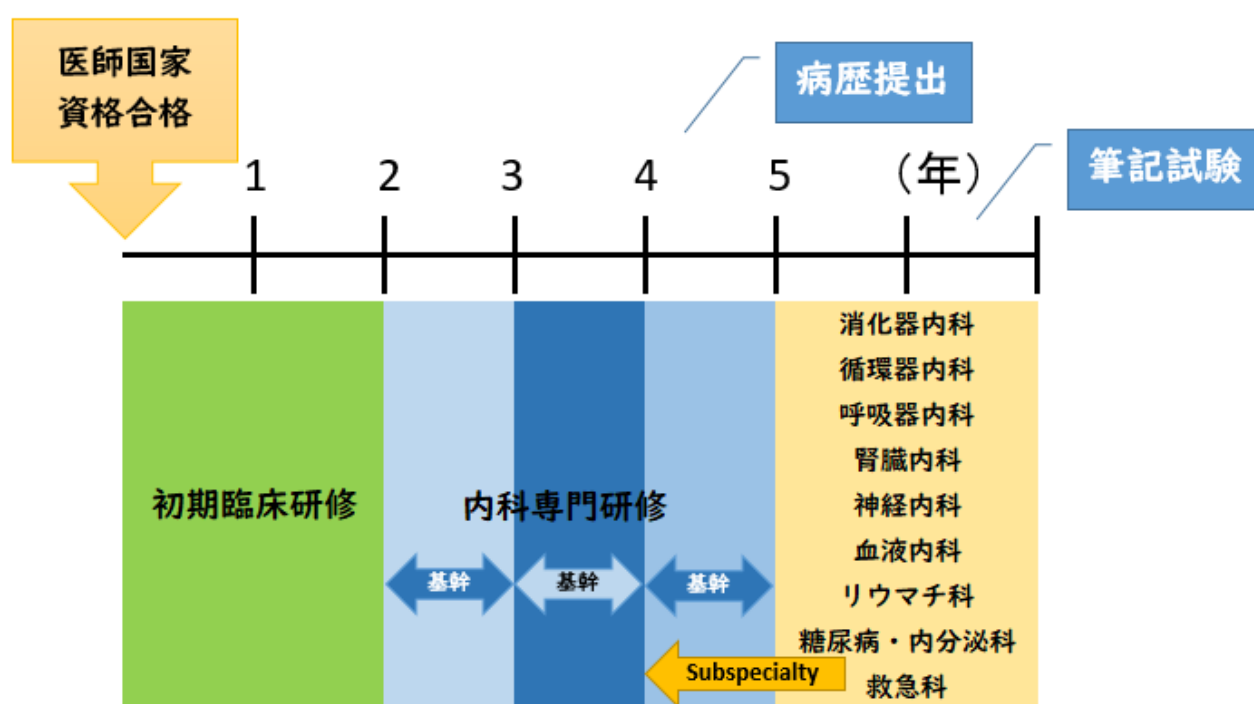 医師国家
資格合格
病歴提出
筆記試験
1 2 3 4 5 （年）
初期臨床研修
内科専門研修
基幹 基幹 基幹
Subspecialty
消化器内科
循環器内科
呼吸器内科
腎臓内科
神経内科
血液内科
リウマチ科
糖尿病・内分泌科
救急科